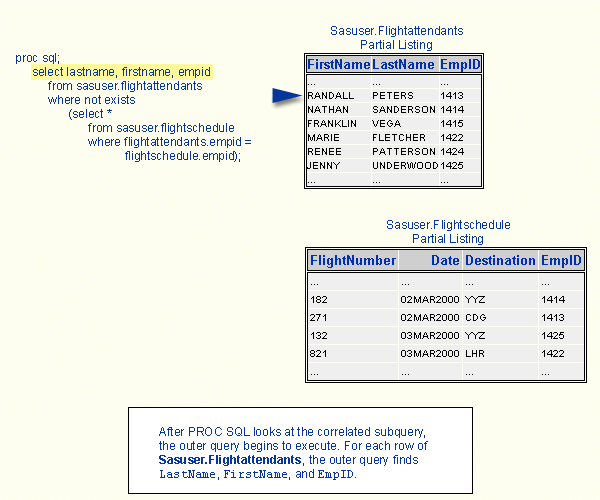 proc sql;
select lastname, firstname, empid
from sasuser.flightattendants
where not exists
(select *
from sasuser.flightschedule
where flightattendants.empid =
flightschedule.empid);
Sasuser.Flightattendants
Partial Listing
FirstName LastName EmpID
... ... ...
RANDALL PETERS 1413
NATHAN SANDERSON 1414
FRANKLIN VEGA 1415
MARIE FLETCHER 1422
RENEE PATTERSON 1424
JENNY UNDERWOOD 1425
... ... ...
Sasuser.Flightschedule
Partial Listing
FlightNumber Date Destination EmpID
... ... ... ...
182 02MAR2000 YYZ 1414
271 02MAR2000 CDG 1413
132 03MAR2000 YYZ 1425
821 03MAR2000 LHR 1422
... ... ... ...
After PROC SQL looks at the correlated subquery,
the outer query begins to execute. For each row of
Sasuser.Flightattendants, the outer query finds
LastName, FirstName, and EmpID.